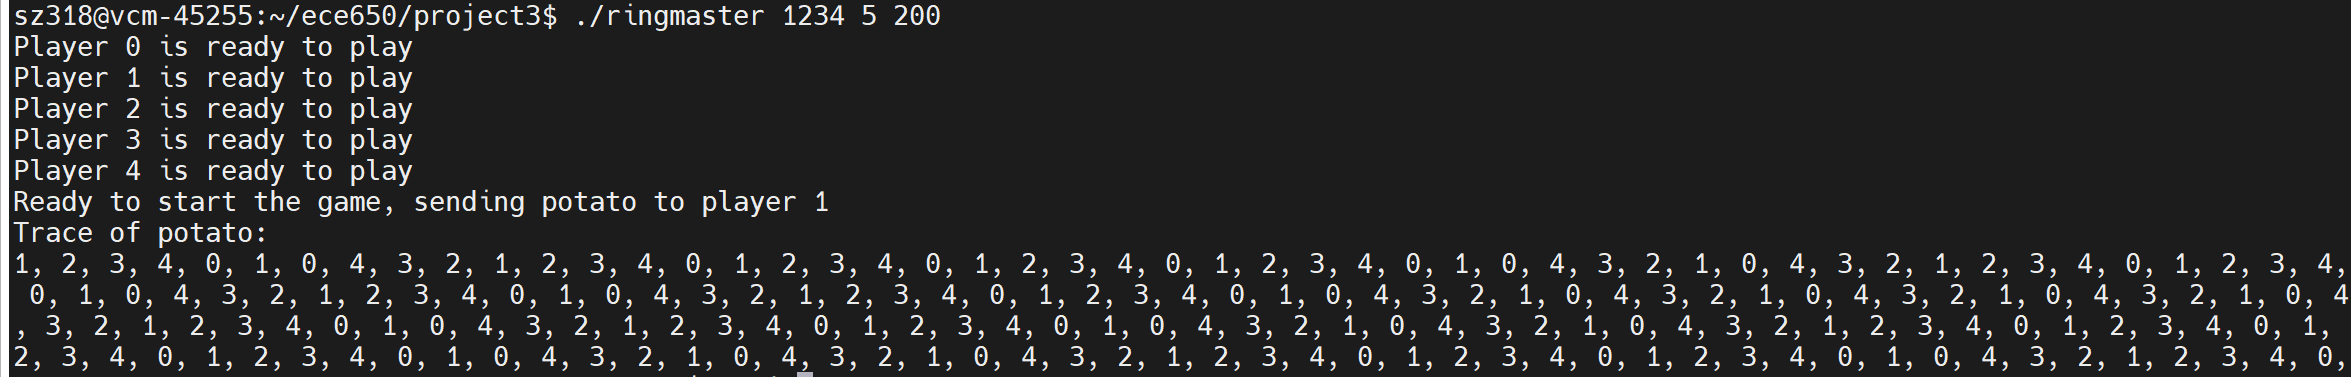 sz318@vcm-45255:~/ece650/project3$ ./ringmaster 1234 5 200
Player 0 is ready to play
Player 1 is ready to play
Player 2 is ready to play
Player 3 is ready to play
Player 4 is ready to play
Ready to start the game, sending potato to player 1
Trace of potato:
1, 2, 3, 4, 0, 1, 0, 4, 3, 2, 1, 2, 3, 4, 0, 1, 2, 3, 4, 0, 1, 2, 3, 4, 0, 1, 2, 3, 4, 0, 1, 0, 4, 3, 2, 1, 0, 4, 3, 2, 1, 2, 3, 4, 0, 1, 2, 3, 4,
0, 1, 0, 4, 3, 2, 1, 2, 3, 4, 0, 1, 0, 4, 3, 2, 1, 2, 3, 4, 0, 1, 2, 3, 4, 0, 1, 0, 4, 3, 2, 1, 0, 4, 3, 2, 1, 0, 4, 3, 2, 1, 0, 4, 3, 2, 1, 0, 4
, 3, 2, 1, 2, 3, 4, 0, 1, 0, 4, 3, 2, 1, 2, 3, 4, 0, 1, 2, 3, 4, 0, 1, 0, 4, 3, 2, 1, 0, 4, 3, 2, 1, 0, 4, 3, 2, 1, 2, 3, 4, 0, 1, 2, 3, 4, 0, 1,
2, 3, 4, 0, 1, 2, 3, 4, 0, 1, 0, 4, 3, 2, 1, 0, 4, 3, 2, 1, 0, 4, 3, 2, 1, 2, 3, 4, 0, 1, 2, 3, 4, 0, 1, 2, 3, 4, 0, 1, 0, 4, 3, 2, 1, 2, 3, 4, 0,